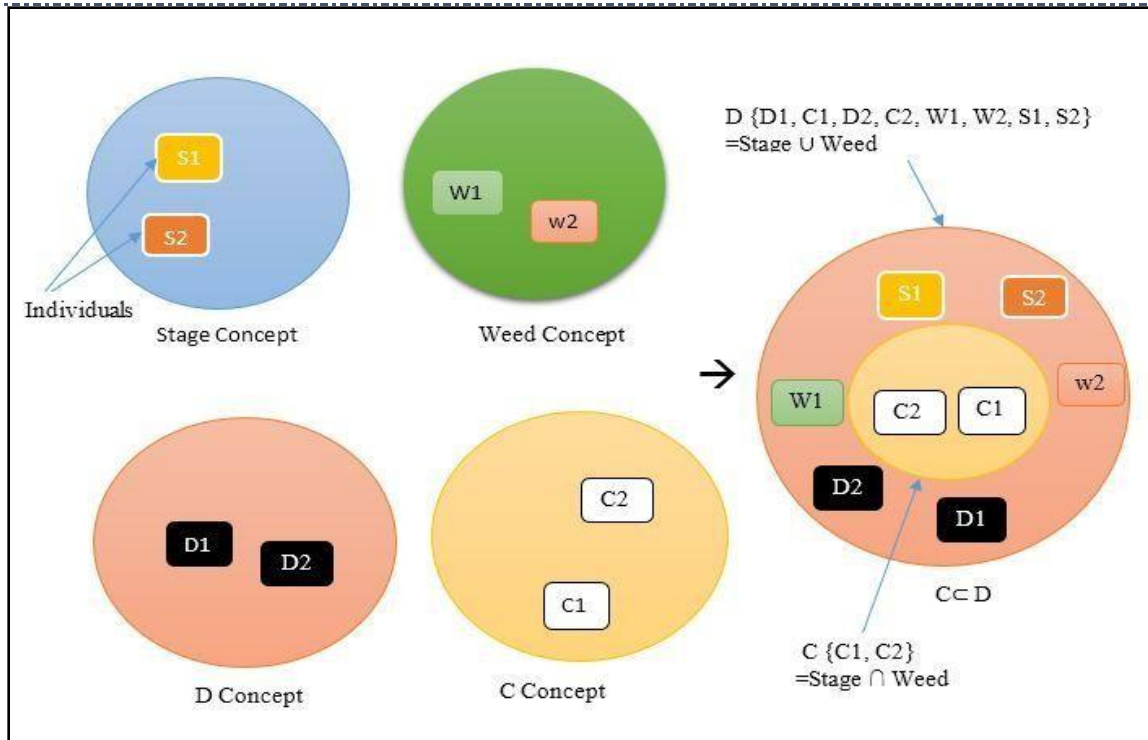 S1
S2
Individuals
Stage Concept
W1
w2
Weed Concept
D1
D2
D Concept
C2
C1
C Concept
→
D {D1, C1, D2, C2, W1, W2, S1, S2}
=Stage ∪ Weed
S1
S2
W1
w2
C2
C1
D2
D1
C⊂ D
C {C1, C2}
=Stage ∩ Weed